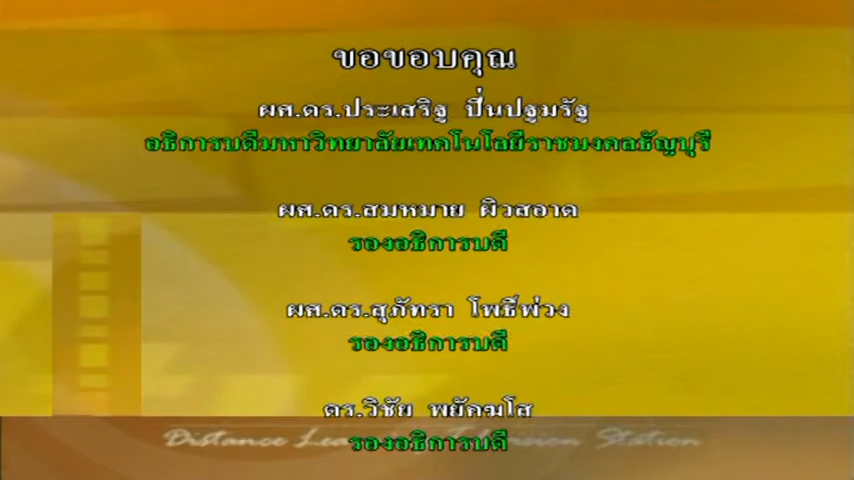 ขอขอบคุณ
ผศ.ดร.ประเสริฐ ปิ่นปฐมรัฐ
อธิการบดีมหาวิทยาลัยเทคโนโลยีราชมงคลธัญบุรี
ผศ.ดร.สมหมาย ผิวสอาด
รองอธิการบดี
ผศ.ดร.สุภัทรา โพธิ์พ่วง
รองอธิการบดี
ดร.วิชัย พยัคฆโส
Distance Learning Television Station
รองอธิการบดี